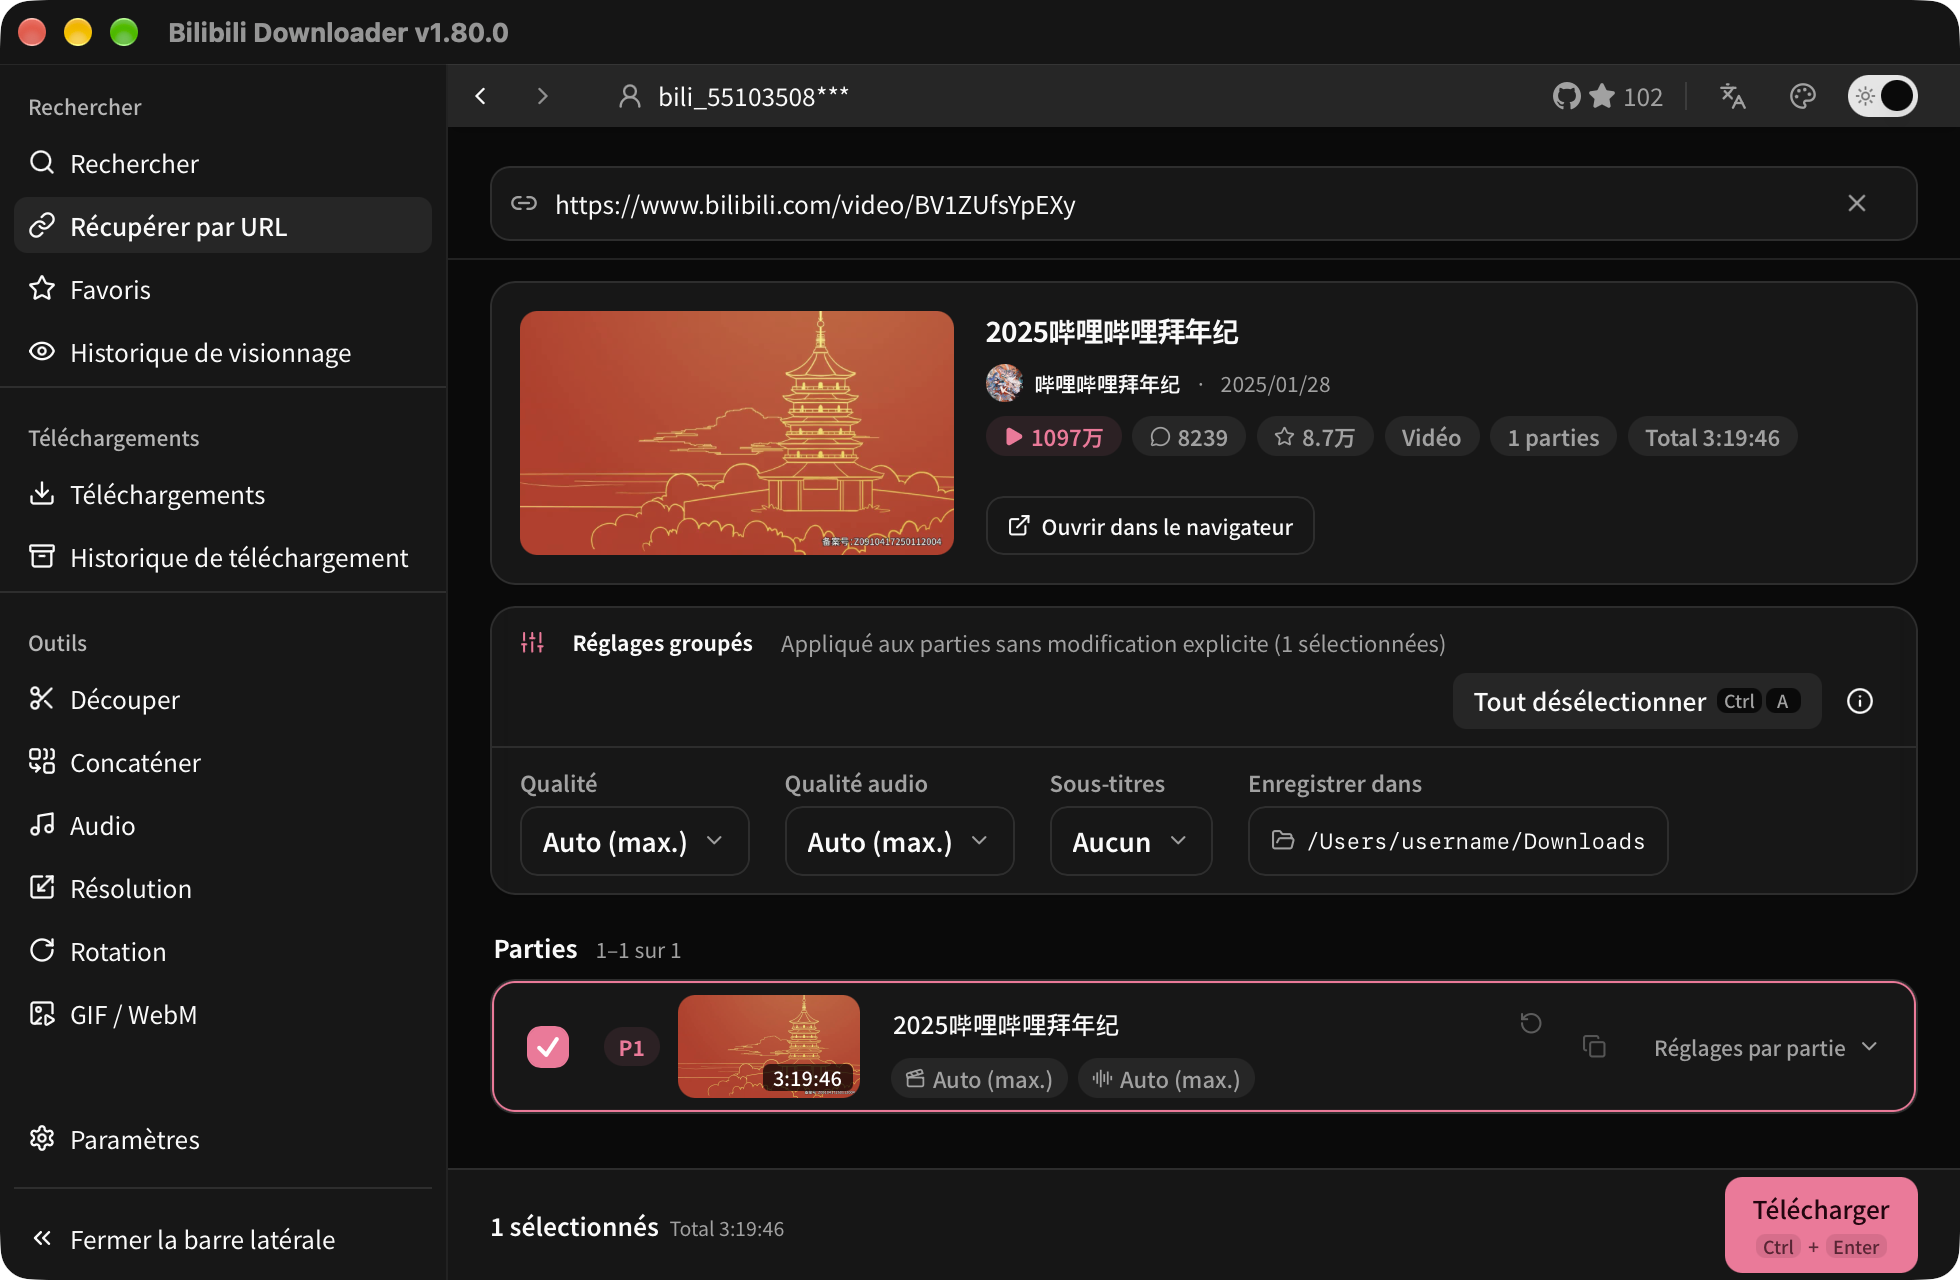 Bilibili Downloader v1.80.0
Rechercher
Rechercher
Récupérer par URL
Favoris
Historique de visionnage
Téléchargements
Téléchargements
Historique de téléchargement
Outils
Découper
Concaténer
Audio
Résolution
Rotation
GIF / WebM
Paramètres
Fermer la barre latérale
bili_55103508***
102
https://www.bilibili.com/video/BV1ZUfsYpEXy
备案号:Z0910417250112004
2025哔哩哔哩拜年纪
哔哩哔哩拜年纪 · 2025/01/28
1097万 8239 8.7万 Vidéo 1 parties Total 3:19:46
Ouvrir dans le navigateur
Réglages groupés Appliqué aux parties sans modification explicite (1 sélectionnées)
Tout désélectionner Ctrl A
Qualité Qualité audio Sous-titres Enregistrer dans
Auto (max.) Auto (max.) Aucun /Users/username/Downloads
Parties 1–1 sur 1
P1
3:19:46
2025哔哩哔哩拜年纪
Auto (max.) Auto (max.)
Réglages par partie
1 sélectionnés Total 3:19:46
Télécharger
Ctrl + Enter